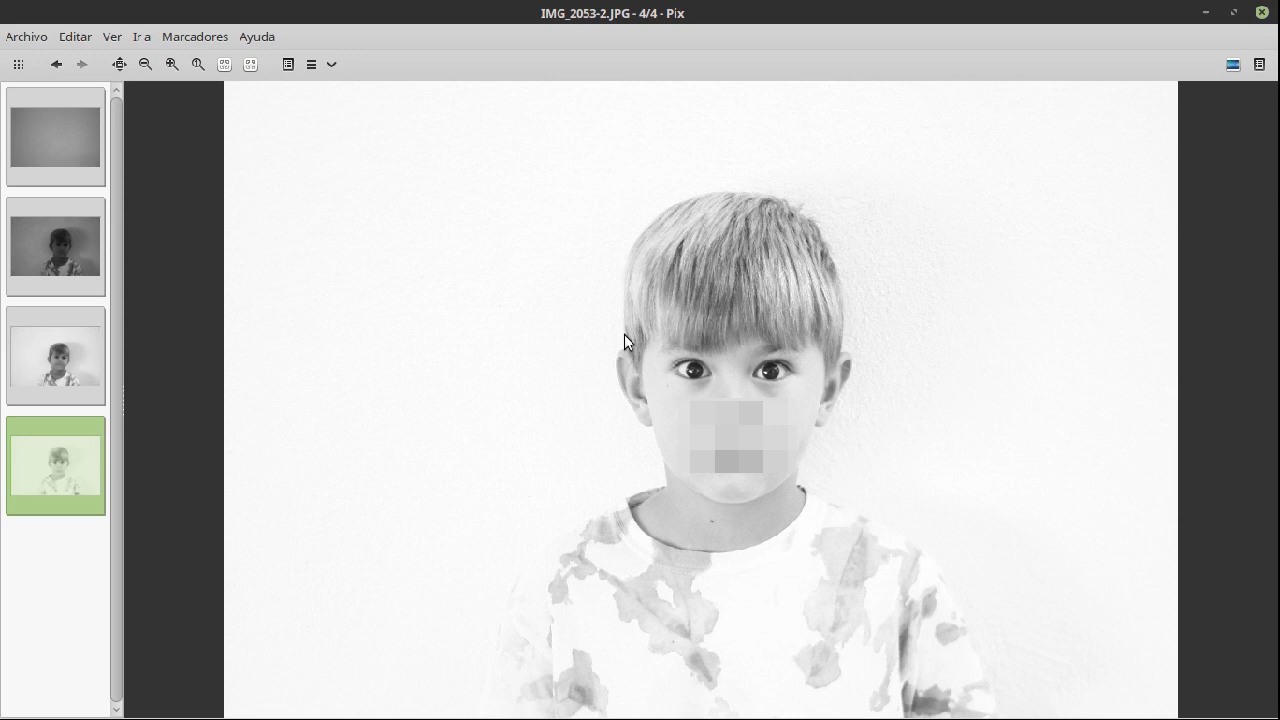 IMG_2053-2.JPG - 4/4 - Pix
Archivo Editar Ver Ir a Marcadores Ayuda